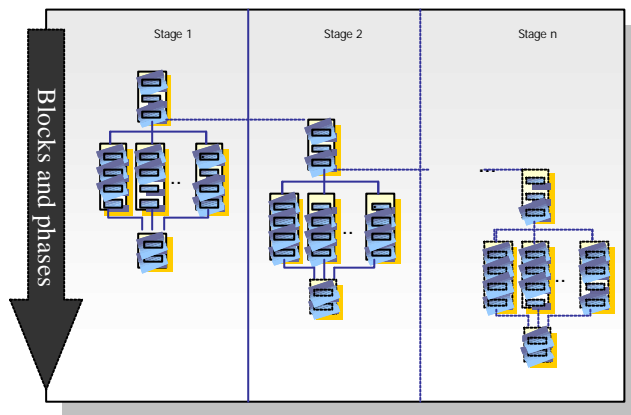 Stage 1
Stage 2
Stage n
Blocks and phases
..
..
...
..